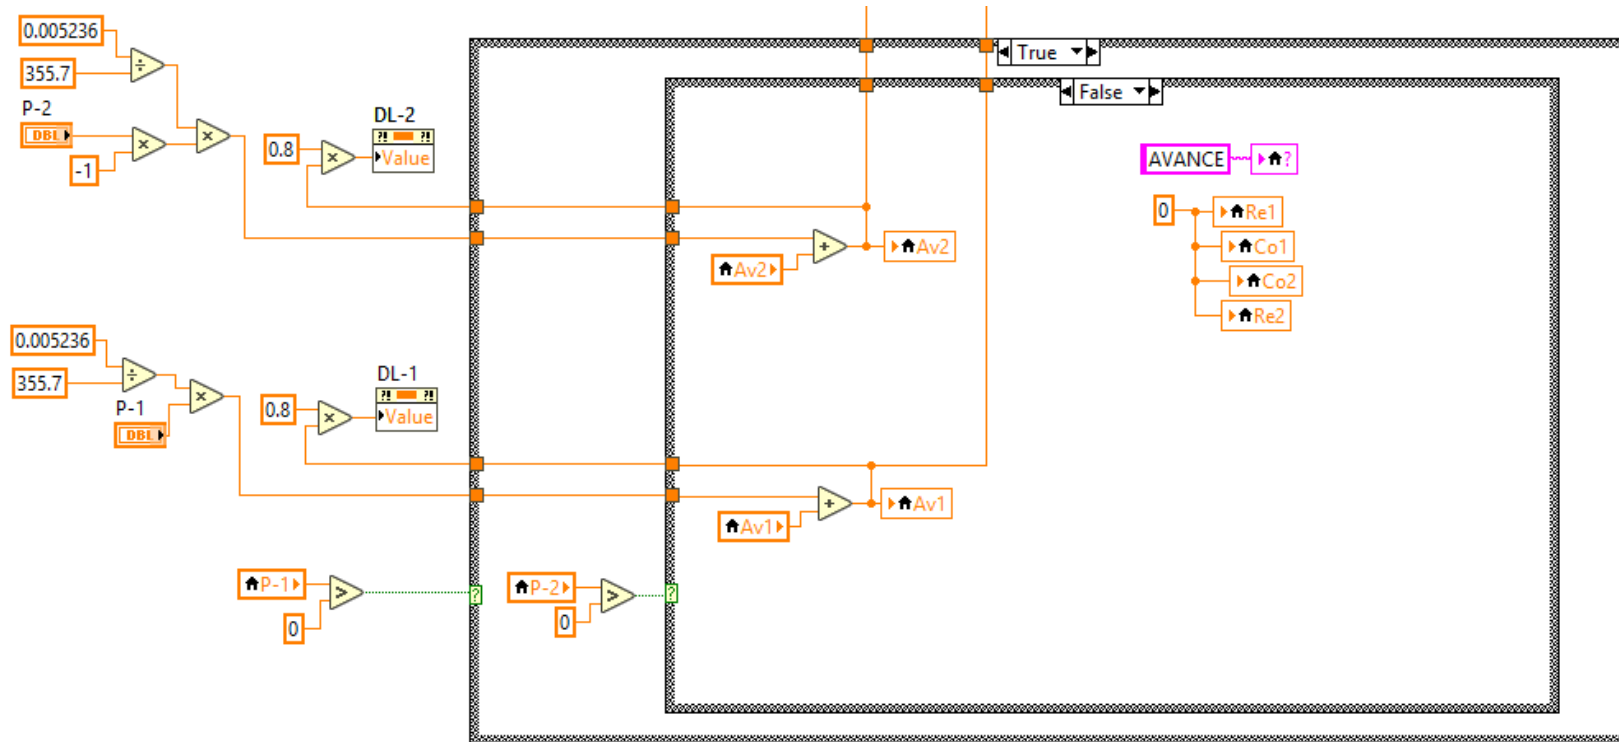 0.005236
÷
355.7
P-2
DBL
×
×
-1
0.8
×
DL-2
?! ?!
Value
True
False
AVANCE
?
0
Re1
Co1
Co2
Re2
+
Av2
Av2
0.005236
÷
355.7
×
P-1
DBL
0.8
×
DL-1
?! ?!
Value
+
Av1
Av1
P-1
>
0
?
P-2
>
0
?